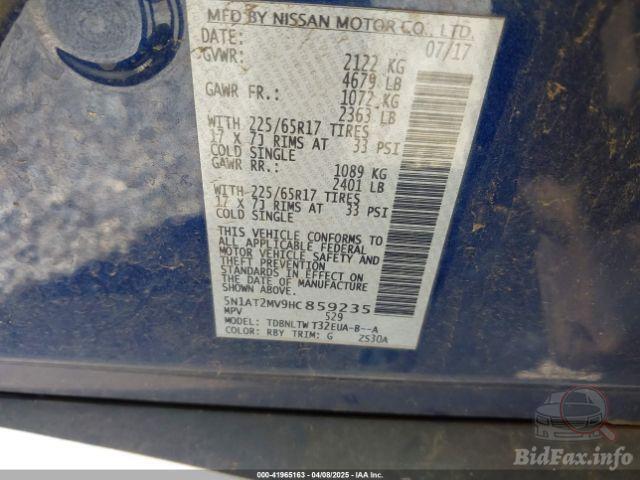 MFD BY NISSAN MOTOR CO., LTD.
DATE: 07/17
GVWR: 2122 KG
4679 LB
GAWR FR.: 1072 KG
2363 LB
WITH 225/65R17 TIRES
17 X 7J RIMS AT 33 PSI
COLD SINGLE
GAWR RR.: 1089 KG
2401 LB
WITH 225/65R17 TIRES
17 X 7J RIMS AT 33 PSI
COLD SINGLE
THIS VEHICLE CONFORMS TO
ALL APPLICABLE FEDERAL
MOTOR VEHICLE SAFETY AND
THEFT PREVENTION
STANDARDS IN EFFECT ON
THE DATE OF MANUFACTURE
SHOWN ABOVE.
5N1AT2MV9HC859235
MPV 529
MODEL: TDBNLTWT32EUA-B--A
COLOR: RBY TRIM: G ZS30A
BidFax.info
000-41965163 - 04/08/2025 - IAA Inc.